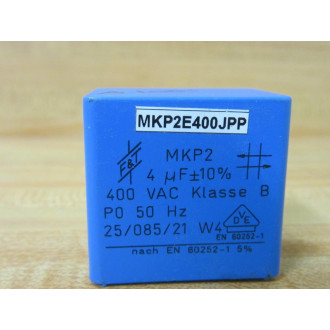 MKP2E400JPP
E&T MKP2
4 µF±10%
400 VAC Klasse B
P0 50 Hz
25/085/21 W4 VDE
EN 60252-1
nach EN 60252-1 5%